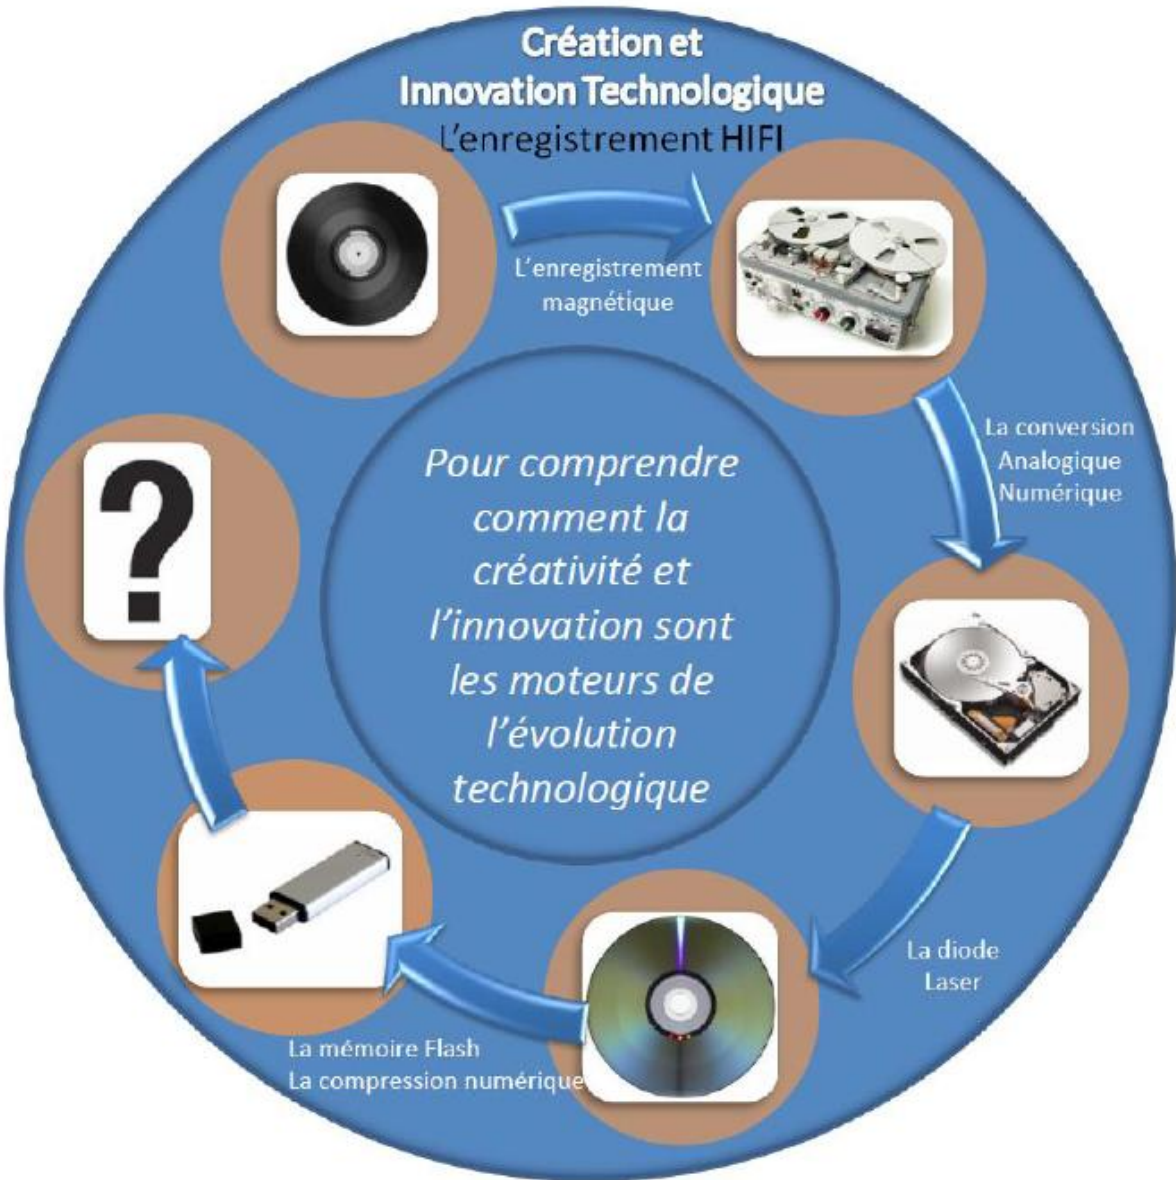 Création et
Innovation Technologique
L'enregistrement HIFI
L'enregistrement
magnétique
La conversion
Analogique
Numérique
La diode
Laser
La mémoire Flash
La compression numérique
Pour comprendre
comment la
créativité et
l'innovation sont
les moteurs de
l'évolution
technologique
?